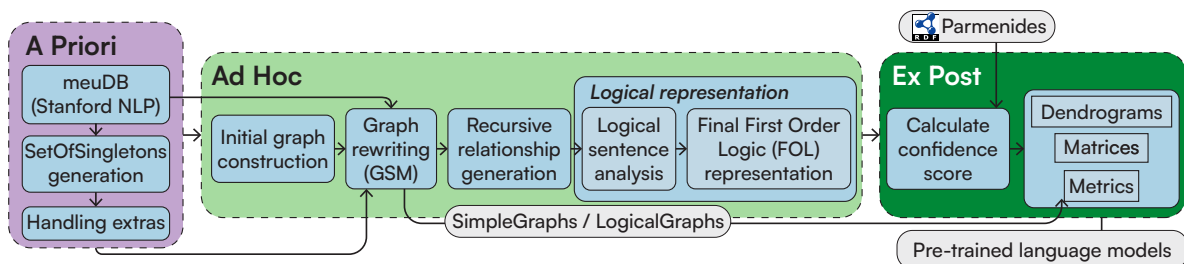 A Priori
meuDB
(Stanford NLP)
SetOfSingletons
generation
Handling extras
Ad Hoc
Initial graph
construction
Graph
rewriting
(GSM)
Recursive
relationship
generation
Logical representation
Logical
sentence
analysis
Final First Order
Logic (FOL)
representation
SimpleGraphs / LogicalGraphs
RDF
Parmenides
Ex Post
Calculate
confidence
score
Dendrograms
Matrices
Metrics
Pre-trained language models